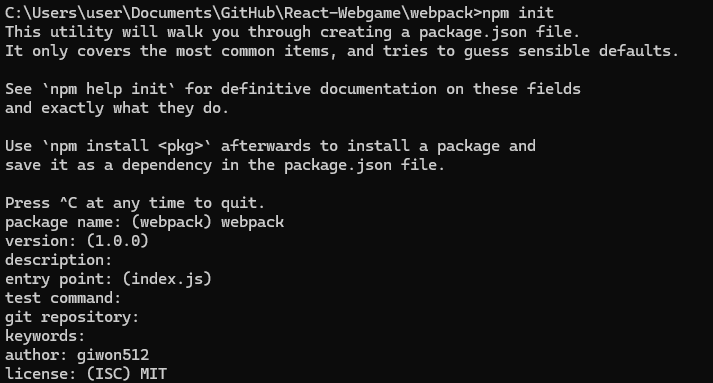 C:\Users\user\Documents\GitHub\React-Webgame\webpack>npm init
This utility will walk you through creating a package.json file.
It only covers the most common items, and tries to guess sensible defaults.
See `npm help init` for definitive documentation on these fields
and exactly what they do.
Use `npm install <pkg>` afterwards to install a package and
save it as a dependency in the package.json file.
Press ^C at any time to quit.
package name: (webpack) webpack
version: (1.0.0)
description:
entry point: (index.js)
test command:
git repository:
keywords:
author: giwon512
license: (ISC) MIT